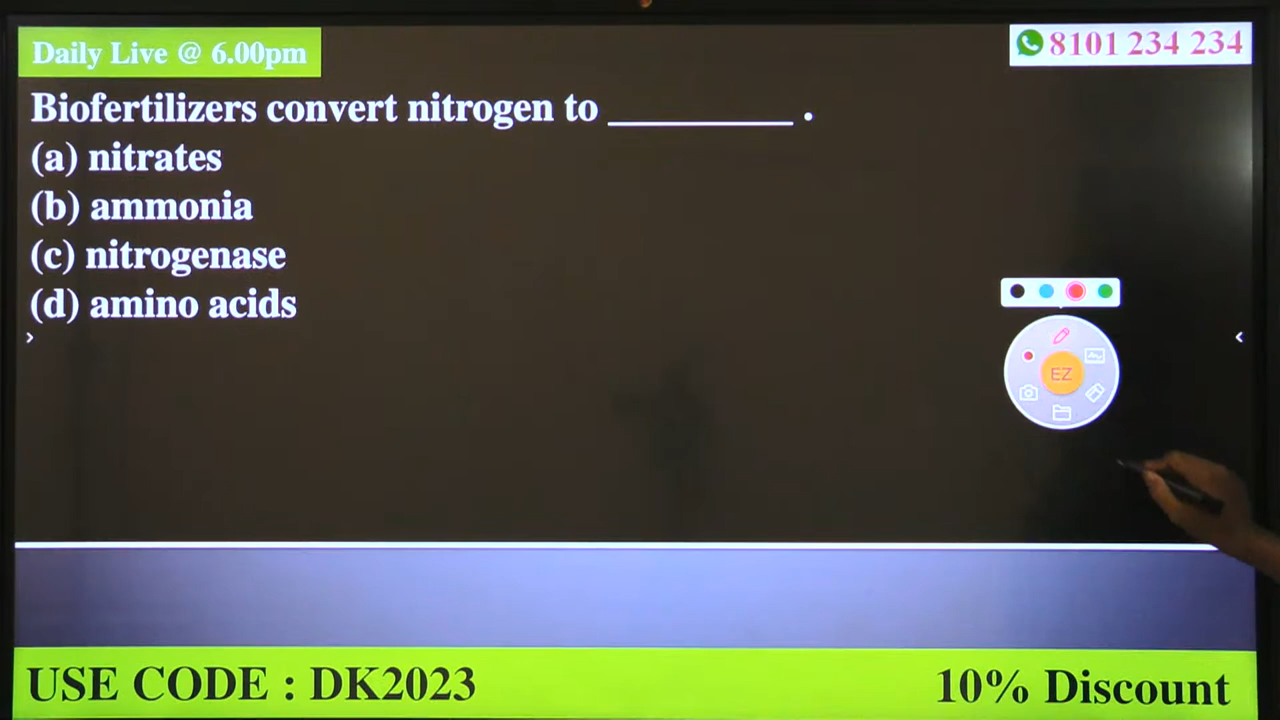 Daily Live @ 6.00pm
8101 234 234
Biofertilizers convert nitrogen to _________ .
(a) nitrates
(b) ammonia
(c) nitrogenase
(d) amino acids
EZ
USE CODE : DK2023
10% Discount